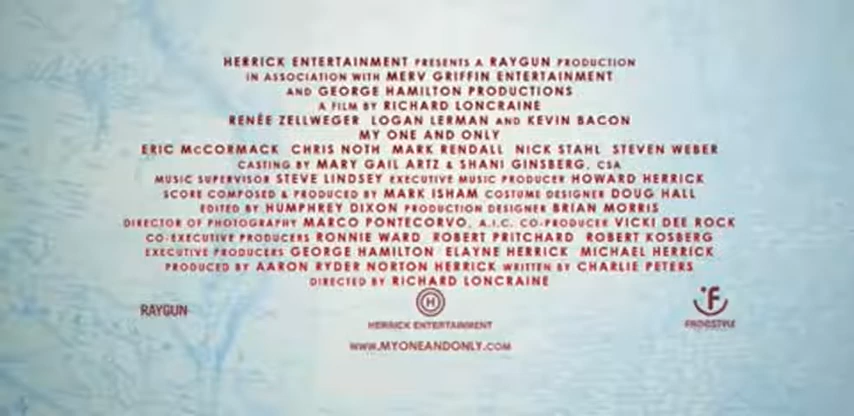 HERRICK ENTERTAINMENT PRESENTS A RAYGUN PRODUCTION
IN ASSOCIATION WITH MERV GRIFFIN ENTERTAINMENT
AND GEORGE HAMILTON PRODUCTIONS
A FILM BY RICHARD LONCRAINE
RENÉE ZELLWEGER LOGAN LERMAN AND KEVIN BACON
MY ONE AND ONLY
ERIC McCORMACK CHRIS NOTH MARK RENDALL NICK STAHL STEVEN WEBER
CASTING BY MARY GAIL ARTZ & SHANI GINSBERG, CSA
MUSIC SUPERVISOR STEVE LINDSEY EXECUTIVE MUSIC PRODUCER HOWARD HERRICK
SCORE COMPOSED & PRODUCED BY MARK ISHAM COSTUME DESIGNER DOUG HALL
EDITED BY HUMPHREY DIXON PRODUCTION DESIGNER BRIAN MORRIS
DIRECTOR OF PHOTOGRAPHY MARCO PONTECORVO, A.I.C. CO-PRODUCER VICKI DEE ROCK
CO-EXECUTIVE PRODUCERS RONNIE WARD ROBERT PRITCHARD ROBERT KOSBERG
EXECUTIVE PRODUCERS GEORGE HAMILTON ELAYNE HERRICK MICHAEL HERRICK
PRODUCED BY AARON RYDER NORTON HERRICK WRITTEN BY CHARLIE PETERS
DIRECTED BY RICHARD LONCRAINE
RAYGUN
H
HERRICK ENTERTAINMENT
F
FREESTYLE
WWW.MYONEANDONLY.COM